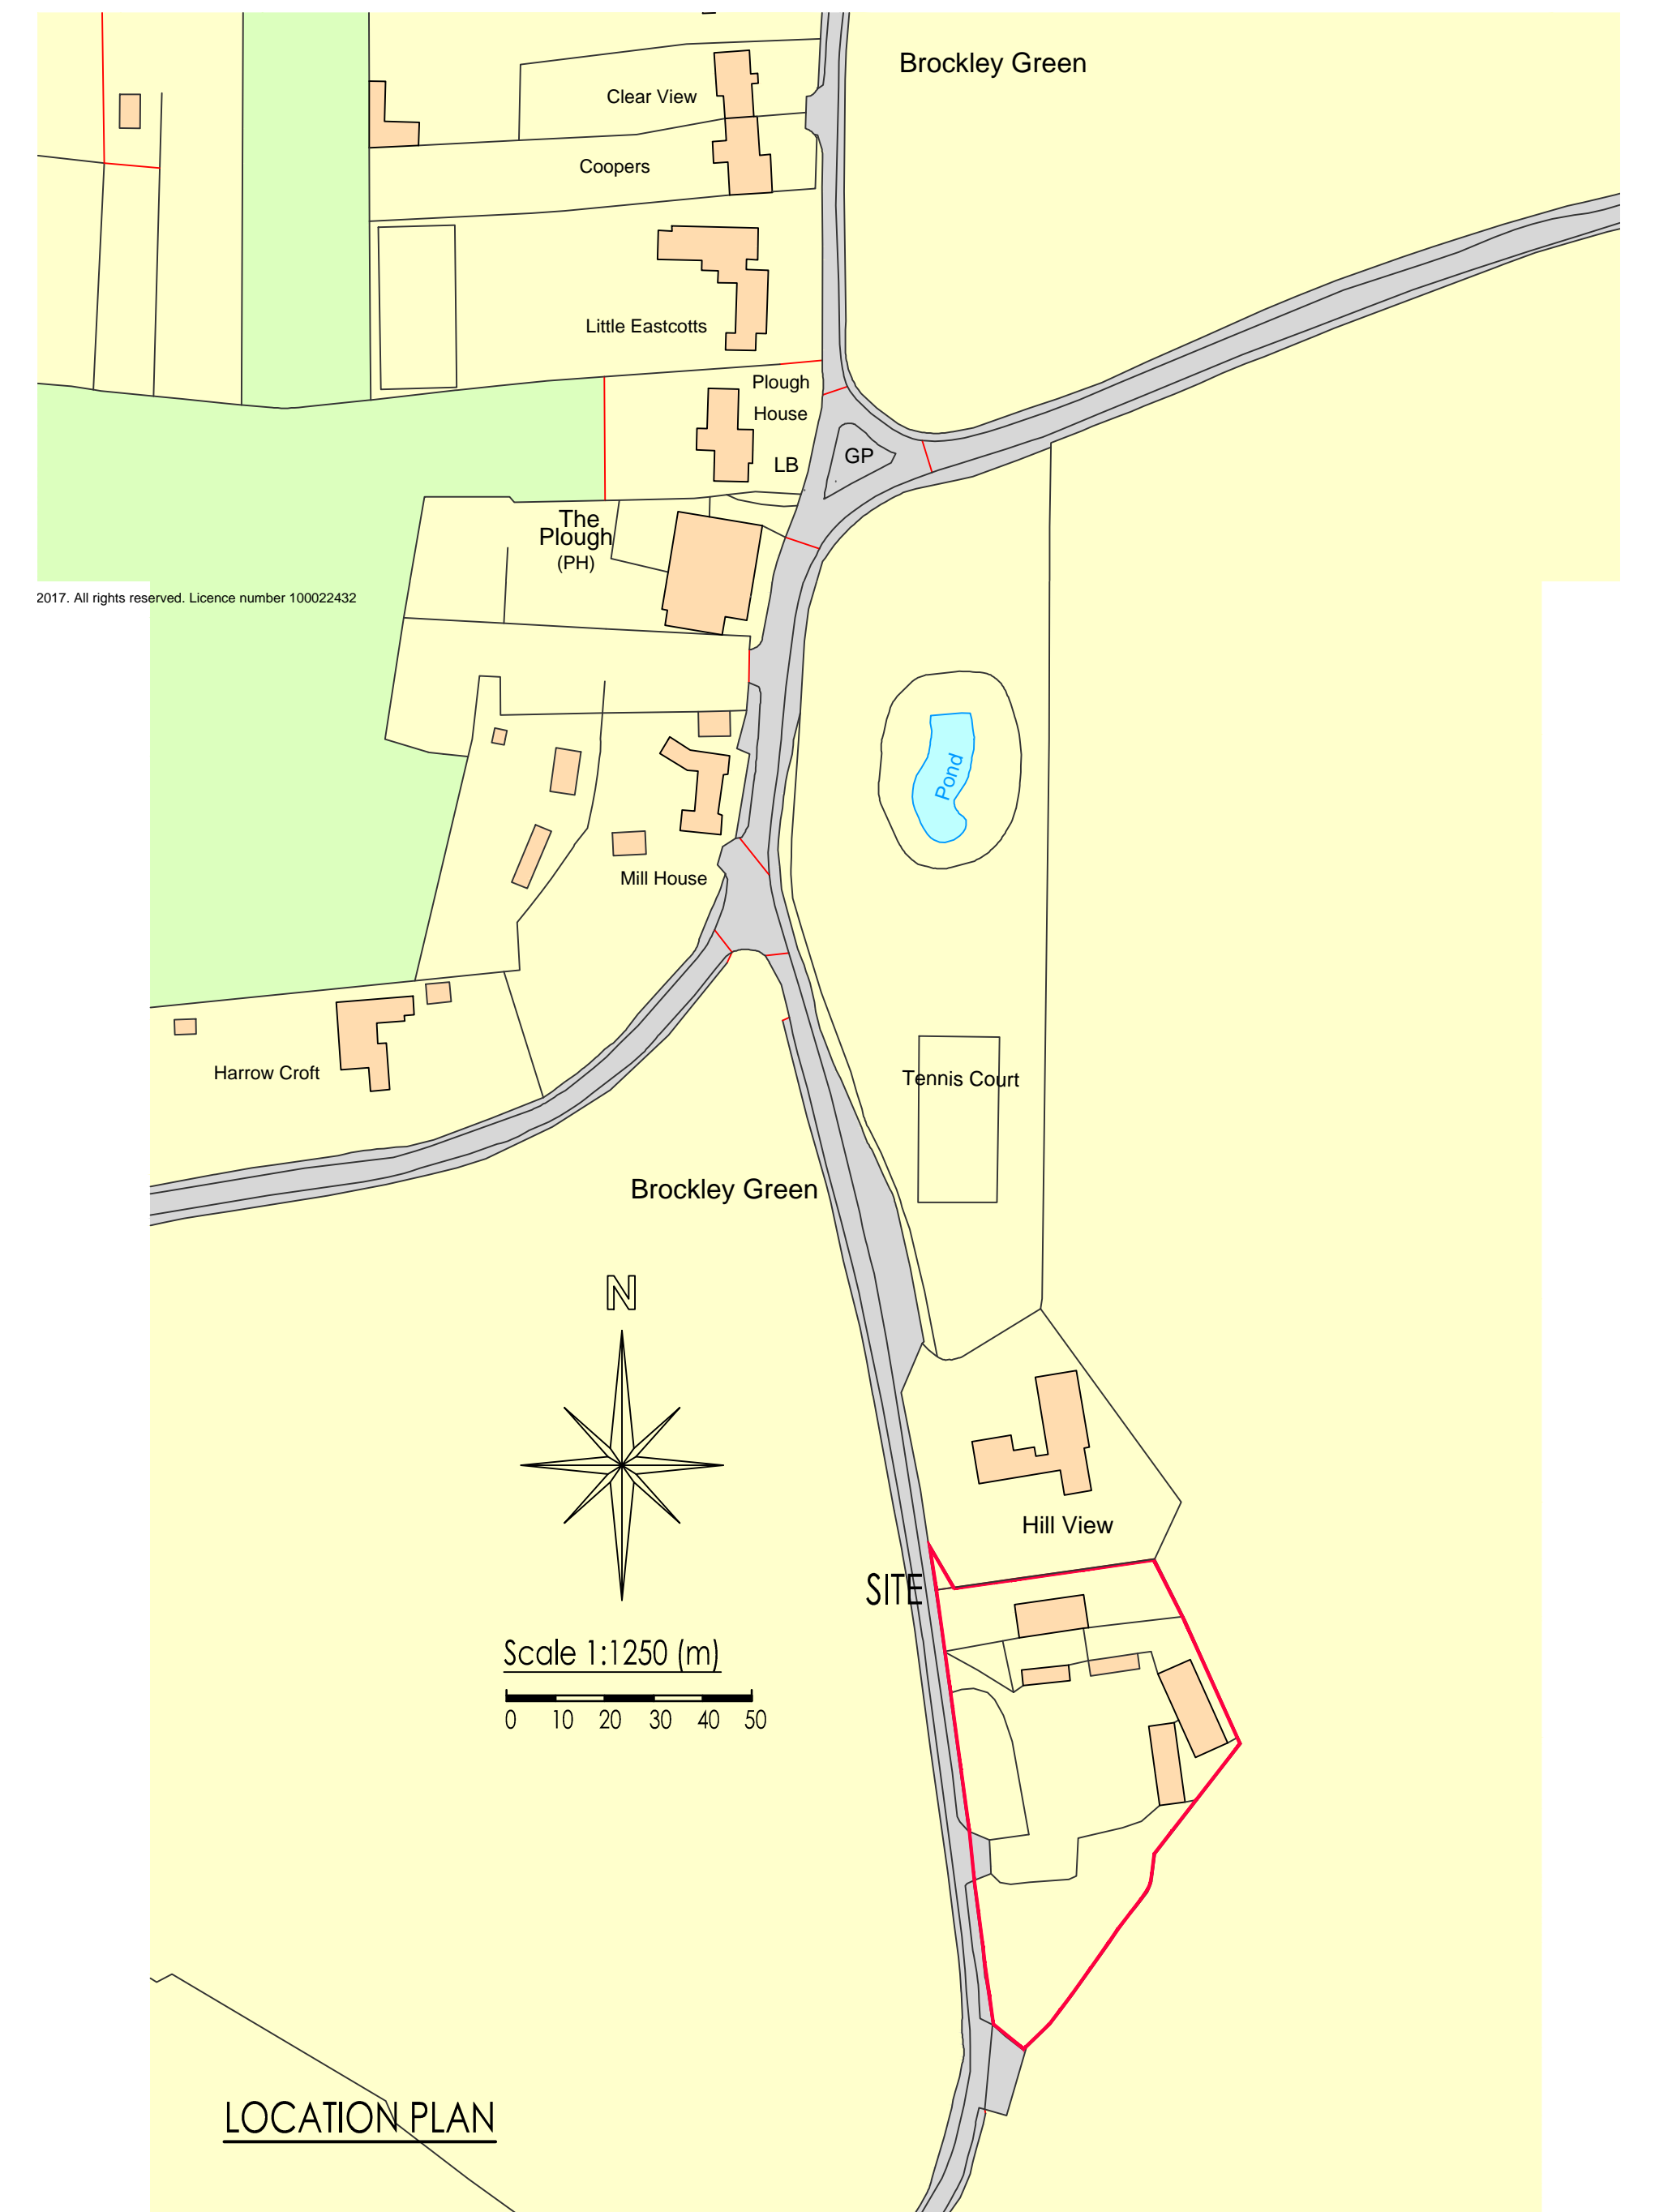 Brockley Green
Clear View
Coopers
Little Eastcotts
Plough
House
LB
GP
The
Plough
(PH)
2017. All rights reserved. Licence number 100022432
Pond
Mill House
Harrow Croft
Tennis Court
Brockley Green
N
Hill View
SITE
Scale 1:1250 (m)
0 10 20 30 40 50
LOCATION PLAN